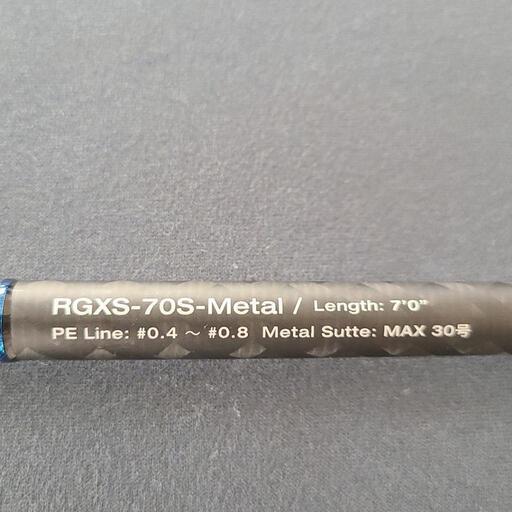 RGXS-70S-Metal / Length: 7'0"
PE Line: #0.4 ～ #0.8 Metal Sutte: MAX 30号